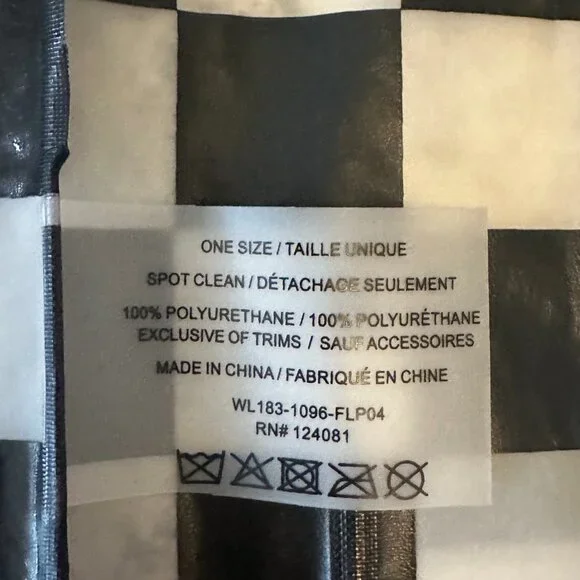 ONE SIZE / TAILLE UNIQUE
SPOT CLEAN / DÉTACHAGE SEULEMENT
100% POLYURETHANE / 100% POLYURÉTHANE
EXCLUSIVE OF TRIMS / SAUF ACCESSOIRES
MADE IN CHINA / FABRIQUÉ EN CHINE
WL183-1096-FLP04
RN# 124081